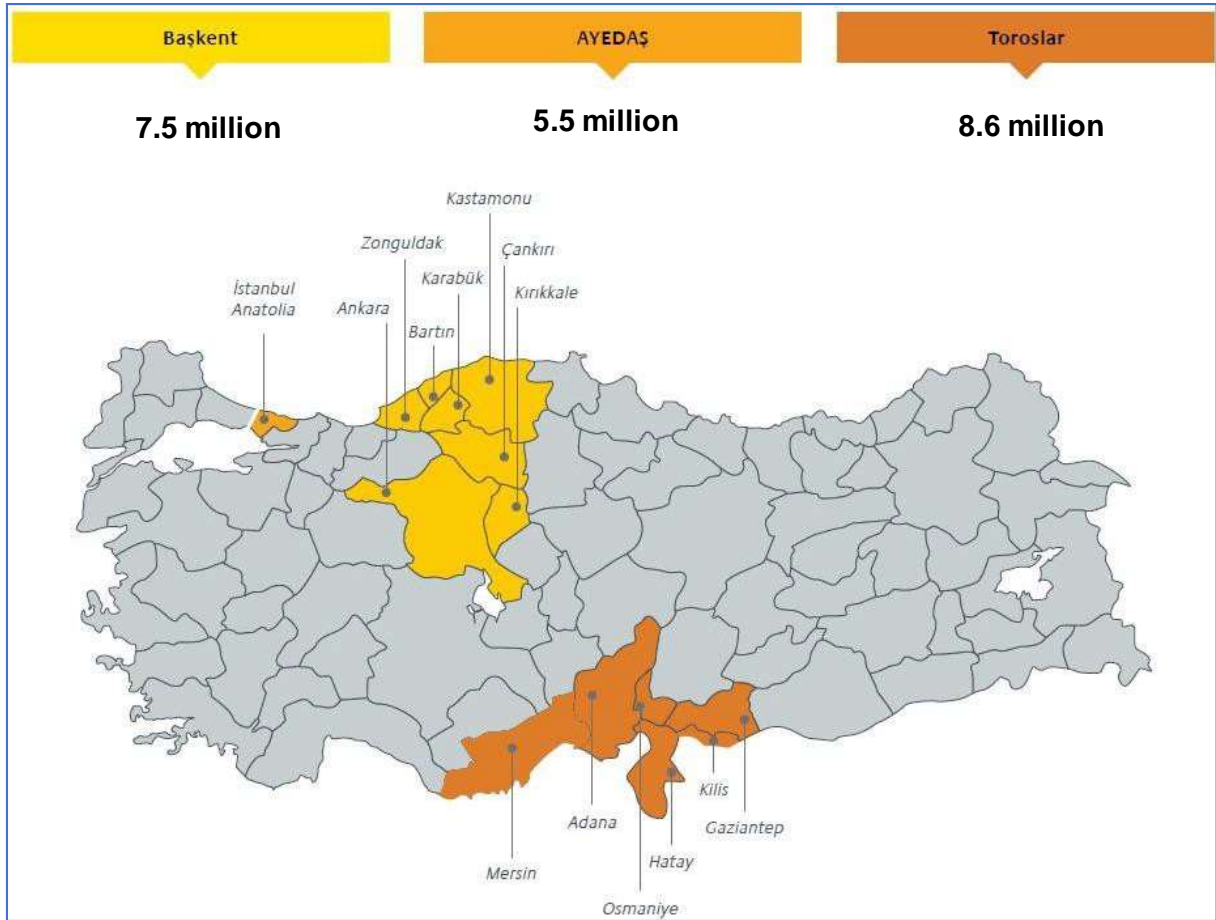 Başkent
AYEDAŞ
Toroslar
7.5 million
5.5 million
8.6 million
Kastamonu
Zonguldak
Çankırı
Karabük
Kırıkkale
İstanbul
Anatolia
Ankara
Bartın
Kilis
Adana
Gaziantep
Hatay
Mersin
Osmaniye